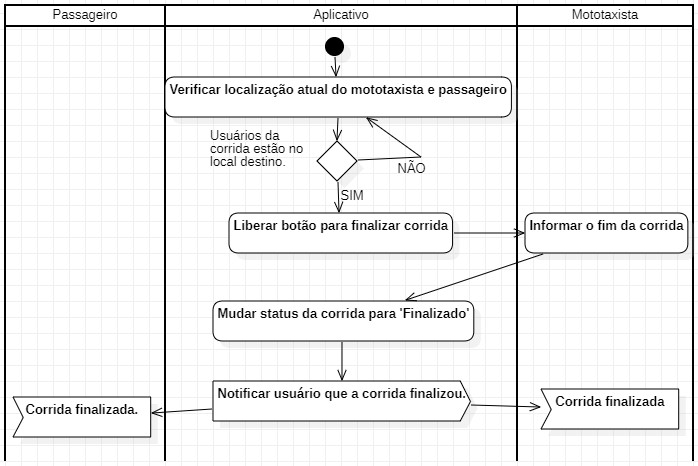 Passageiro
Aplicativo
Mototaxista
Verificar localização atual do mototaxista e passageiro
Usuários da
corrida estão no
local destino.
NÃO
SIM
Liberar botão para finalizar corrida
Informar o fim da corrida
Mudar status da corrida para 'Finalizado'
Notificar usuário que a corrida finalizou.
Corrida finalizada.
Corrida finalizada